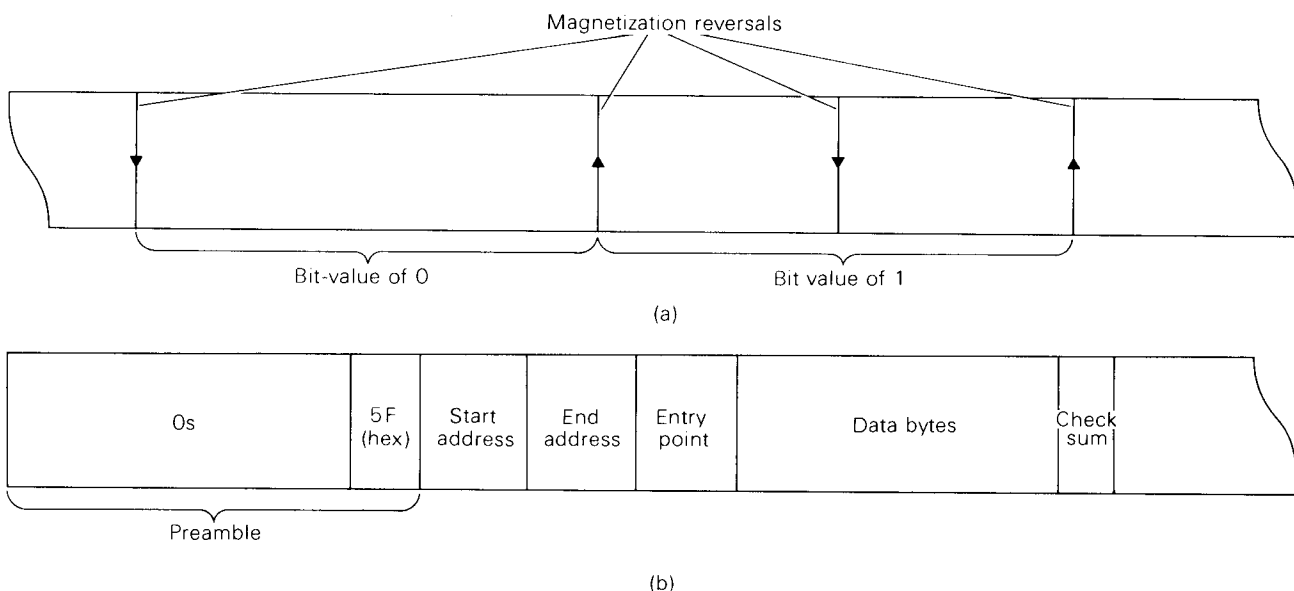 Magnetization reversals
Bit-value of 0
Bit value of 1
(a)
0s
5F
(hex)
Start
address
End
address
Entry
point
Data bytes
Check
sum
Preamble
(b)